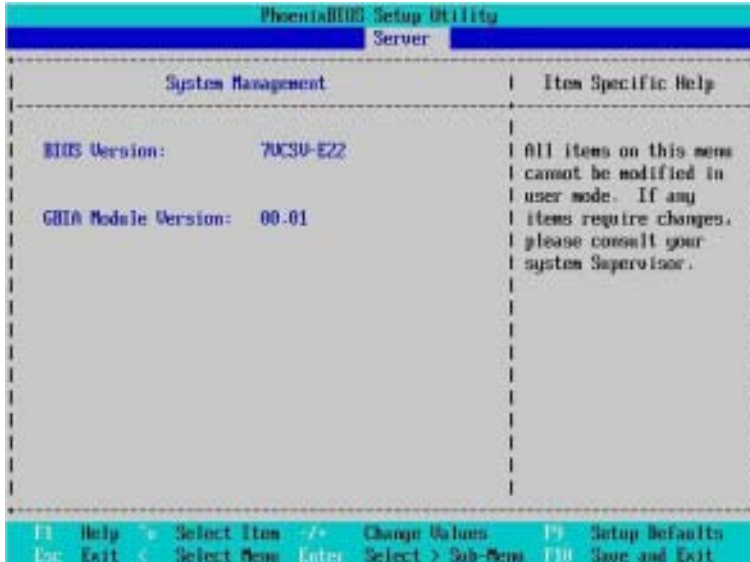 PhoenixBIOS Setup Utility
Server
System Management
Item Specific Help
BIOS Version: 7VCSV-E22
GBIA Module Version: 00.01
All items on this menu
cannot be modified in
user mode. If any
items require changes,
please consult your
system Supervisor.
F1 Help Select Item -/+ Change Values F9 Setup Defaults
Esc Exit < Select Menu Enter Select > Sub-Menu F10 Save and Exit